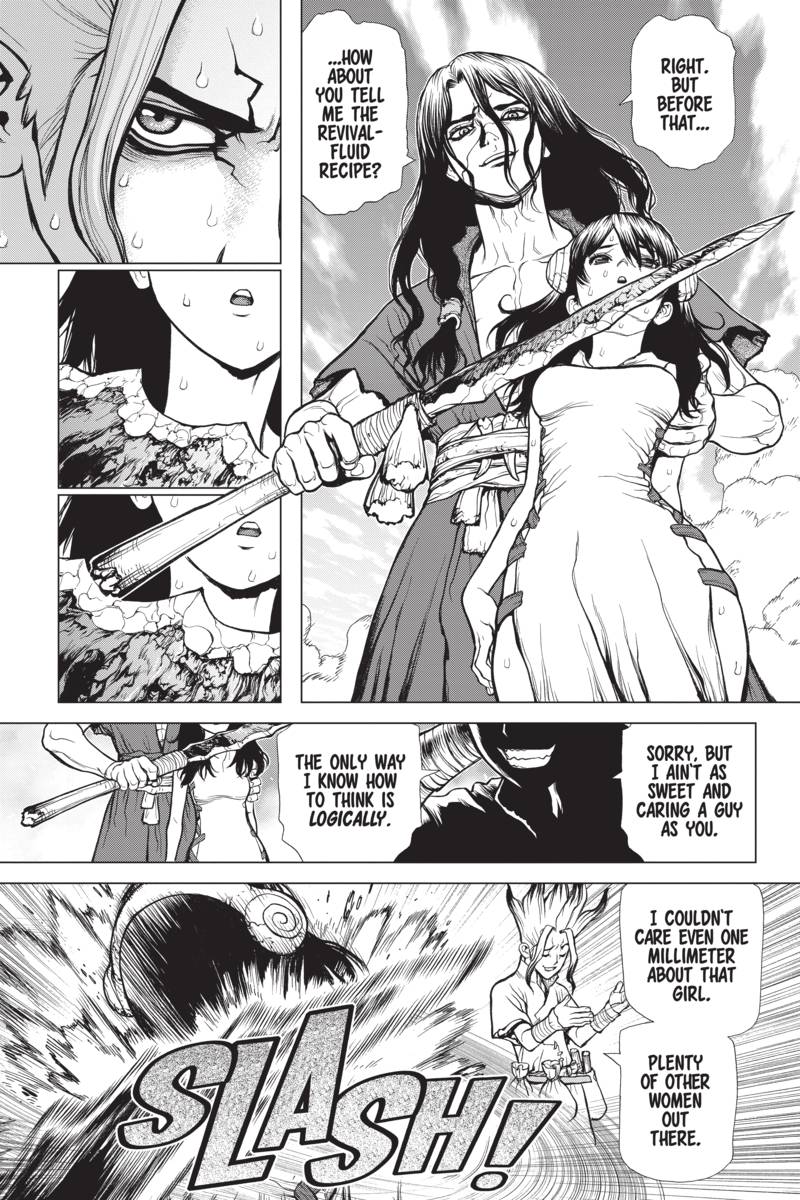 RIGHT.
BUT
BEFORE
THAT...
...HOW
ABOUT
YOU TELL
ME THE
REVIVAL-
FLUID
RECIPE?
SORRY, BUT
I AIN'T AS
SWEET AND
CARING A GUY
AS YOU.
THE ONLY WAY
I KNOW HOW
TO THINK IS
LOGICALLY.
I COULDN'T
CARE EVEN ONE
MILLIMETER
ABOUT THAT
GIRL.
PLENTY
OF OTHER
WOMEN
OUT
THERE.
SLASH!